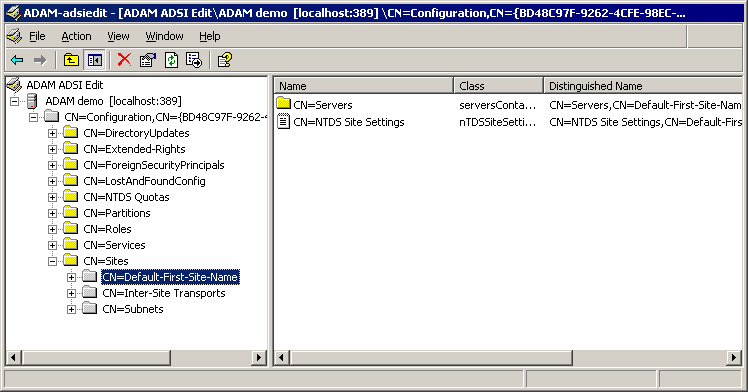 ADAM-adsiedit - [ADAM ADSI Edit\ADAM demo [localhost:389] \CN=Configuration,CN={BD48C97F-9262-4CFE-98EC-...
File Action View Window Help
ADAM ADSI Edit
ADAM demo [localhost:389]
CN=Configuration,CN={BD48C97F-9262-4
CN=DirectoryUpdates
CN=Extended-Rights
CN=ForeignSecurityPrincipals
CN=LostAndFoundConfig
CN=NTDS Quotas
CN=Partitions
CN=Roles
CN=Services
CN=Sites
CN=Default-First-Site-Name
CN=Inter-Site Transports
CN=Subnets
Name Class Distinguished Name
CN=Servers serversConta... CN=Servers,CN=Default-First-Site-Nam
CN=NTDS Site Settings nTDSSiteSetti... CN=NTDS Site Settings,CN=Default-Firs